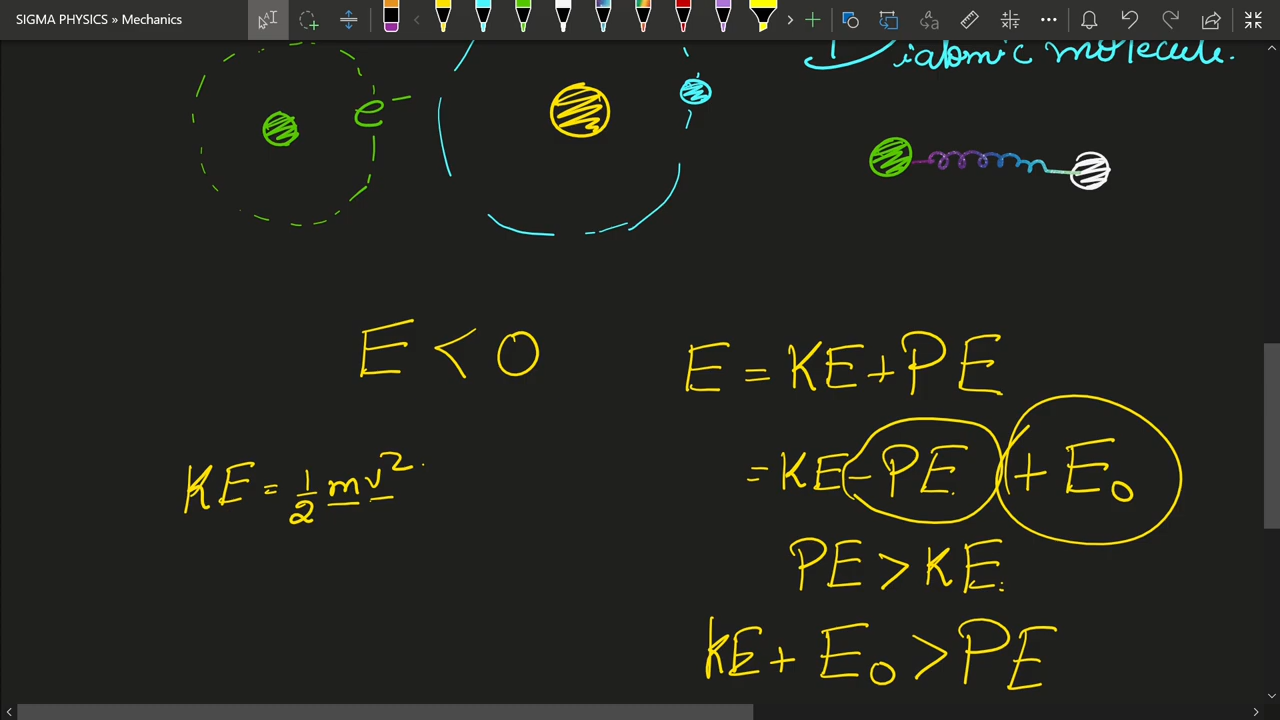 SIGMA PHYSICS » Mechanics
Diatomic molecule.
e⁻
E < 0
E = KE + PE
KE = 1/2 mv²
= KE - PE + E₀
PE > KE
KE + E₀ > PE